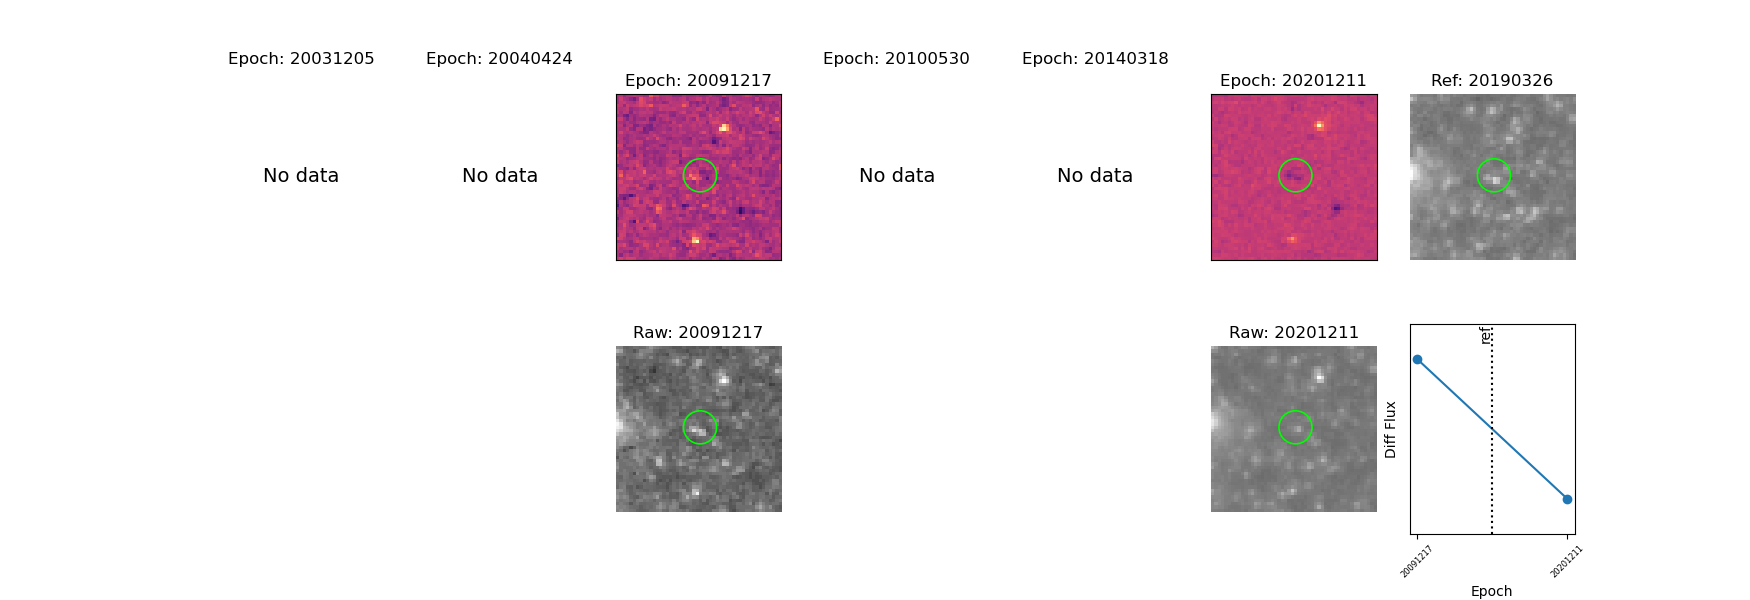 Epoch: 20031205
Epoch: 20040424
Epoch: 20091217
Epoch: 20100530
Epoch: 20140318
Epoch: 20201211
Ref: 20190326
No data
No data
No data
No data
Raw: 20091217
Raw: 20201211
ref
Diff Flux
20091217
20201211
Epoch